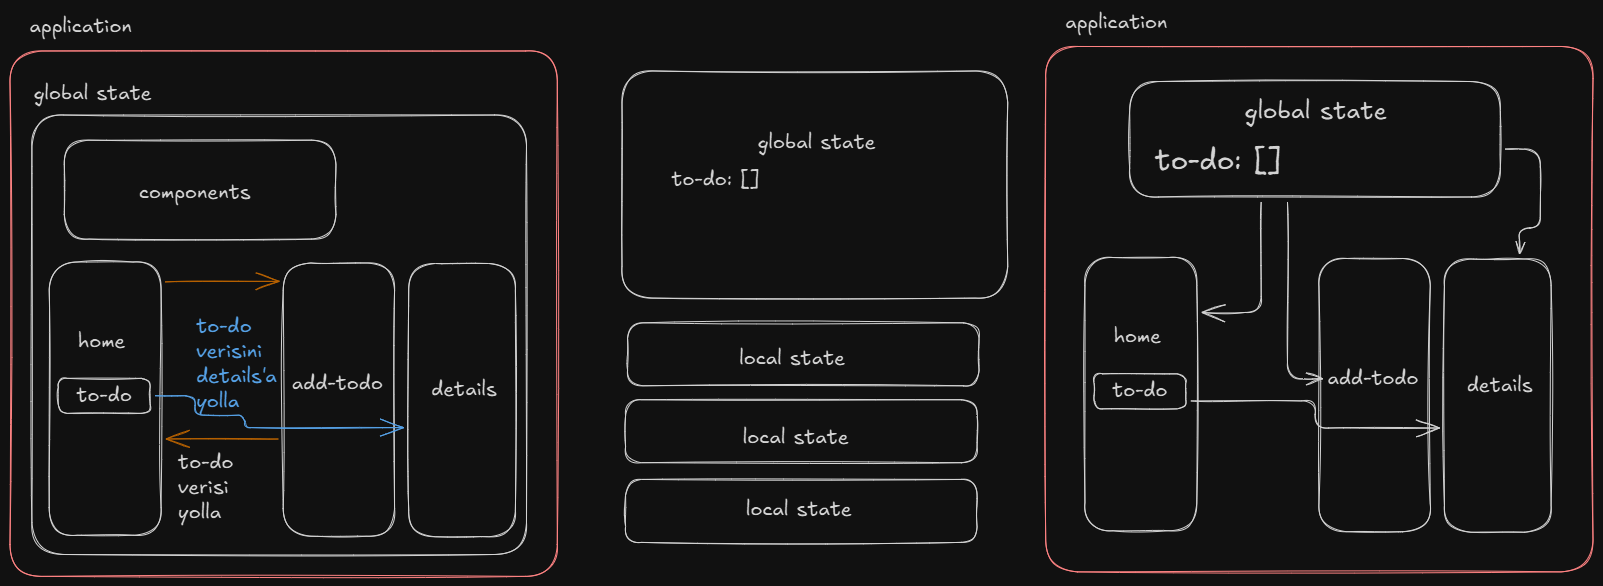 application
global state
components
home
to-do
to-do
verisini
details'a
yolla
to-do
verisi
yolla
add-todo
details
global state
to-do: []
local state
local state
local state
application
global state
to-do: []
home
to-do
add-todo
details